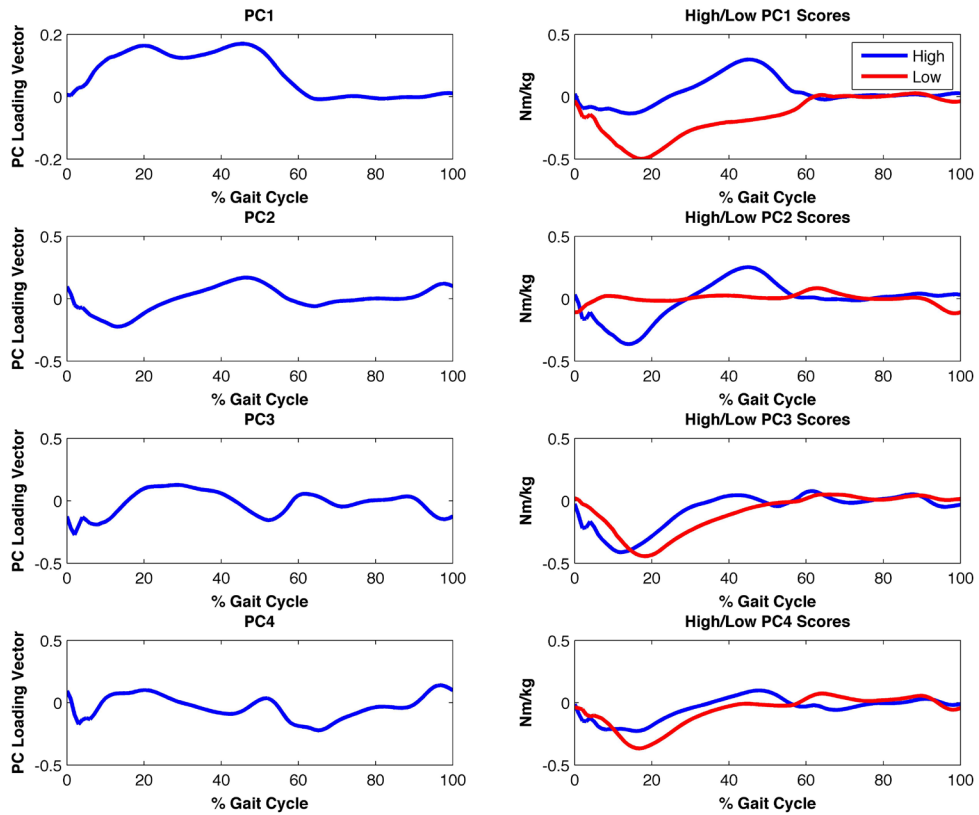 PC1
High/Low PC1 Scores
PC Loading Vector
0.2
0
0.2
-0.2
0 20 40 60 80 100
% Gait Cycle
Nm/kg
0.5
0
-0.5
High
Low
0 20 40 60 80 100
% Gait Cycle
PC2
High/Low PC2 Scores
PC Loading Vector
0.5
0
-0.5
0 20 40 60 80 100
% Gait Cycle
Nm/kg
0.5
0
-0.5
0 20 40 60 80 100
% Gait Cycle
PC3
High/Low PC3 Scores
PC Loading Vector
0.5
0
-0.5
0 20 40 60 80 100
% Gait Cycle
Nm/kg
0.5
0
-0.5
0 20 40 60 80 100
% Gait Cycle
PC4
High/Low PC4 Scores
PC Loading Vector
0.5
0
-0.5
0 20 40 60 80 100
% Gait Cycle
Nm/kg
0.5
0
-0.5
0 20 40 60 80 100
% Gait Cycle